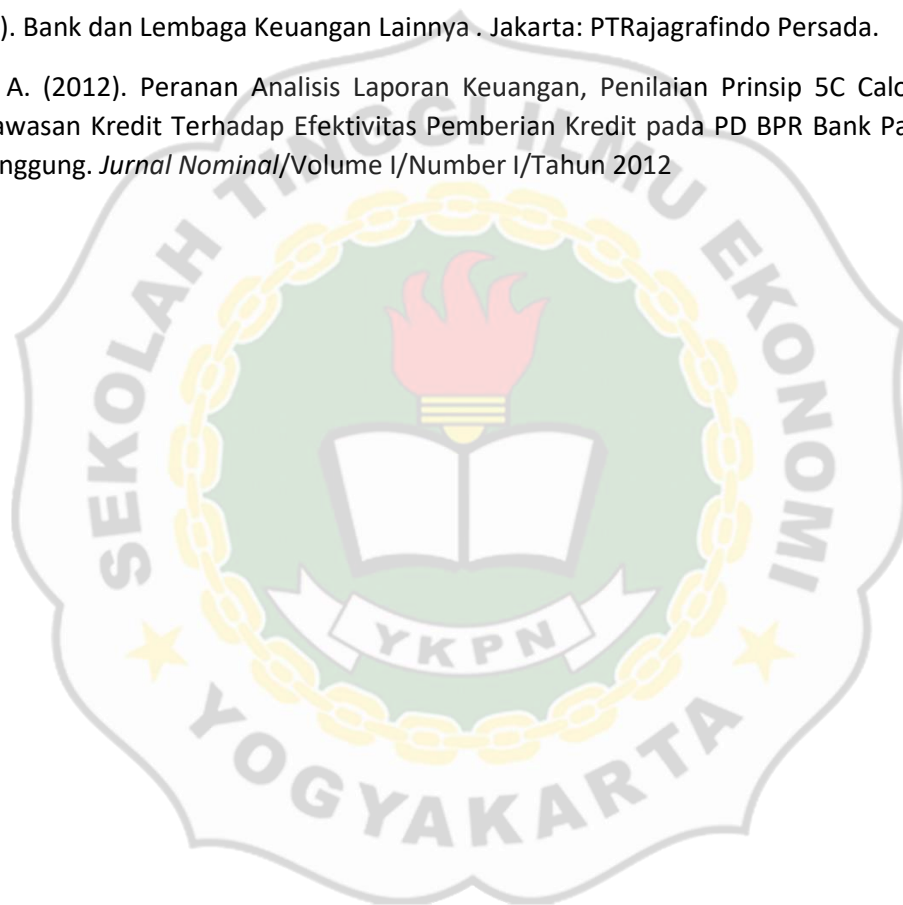 ). Bank dan Lembaga Keuangan Lainnya . Jakarta: PTRajagrafindo Persada.
A. (2012). Peranan Analisis Laporan Keuangan, Penilaian Prinsip 5C Calo
awasan Kredit Terhadap Efektivitas Pemberian Kredit pada PD BPR Bank Pa
nggung. Jurnal Nominal/Volume I/Number I/Tahun 2012
SEKOLAH TINGGI ILMU EKONOMI
YKPN
YOGYAKARTA